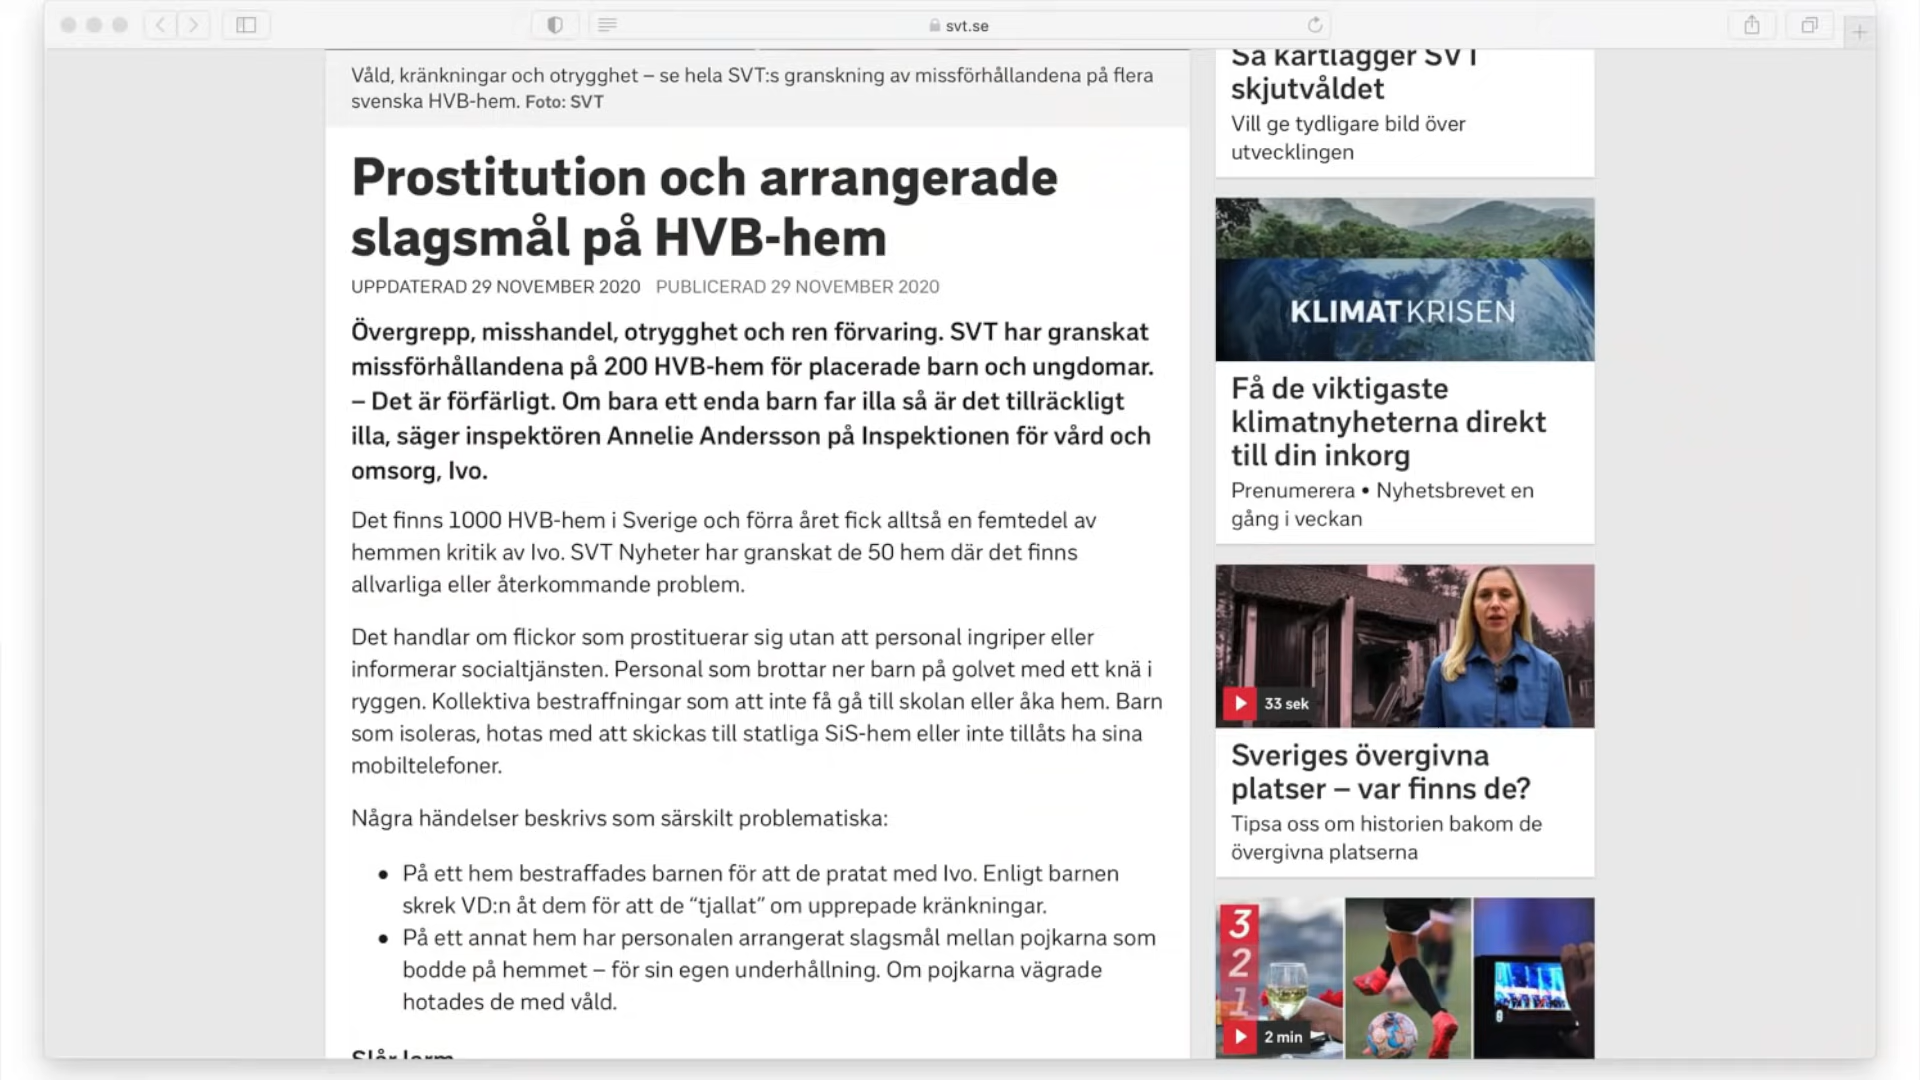 svt.se
Våld, kränkningar och otrygghet – se hela SVT:s granskning av missförhållandena på flera
svenska HVB-hem. Foto: SVT
Prostitution och arrangerade
slagsmål på HVB-hem
UPPDATERAD 29 NOVEMBER 2020 PUBLICERAD 29 NOVEMBER 2020
Övergrepp, misshandel, otrygghet och ren förvaring. SVT har granskat
missförhållandena på 200 HVB-hem för placerade barn och ungdomar.
– Det är förfärligt. Om bara ett enda barn far illa så är det tillräckligt
illa, säger inspektören Annelie Andersson på Inspektionen för vård och
omsorg, Ivo.
Det finns 1000 HVB-hem i Sverige och förra året fick alltså en femtedel av
hemmen kritik av Ivo. SVT Nyheter har granskat de 50 hem där det finns
allvarliga eller återkommande problem.
Det handlar om flickor som prostituerar sig utan att personal ingriper eller
informerar socialtjänsten. Personal som brottar ner barn på golvet med ett knä i
ryggen. Kollektiva bestraffningar som att inte få gå till skolan eller åka hem. Barn
som isoleras, hotas med att skickas till statliga SiS-hem eller inte tillåts ha sina
mobiltelefoner.
Några händelser beskrivs som särskilt problematiska:
• På ett hem bestraffades barnen för att de pratat med Ivo. Enligt barnen
skrek VD:n åt dem för att de “tjallat” om upprepade kränkningar.
• På ett annat hem har personalen arrangerat slagsmål mellan pojkarna som
bodde på hemmet – för sin egen underhållning. Om pojkarna vägrade
hotades de med våld.
Slår larm
Så kartlägger SVT
skjutvåldet
Vill ge tydligare bild över
utvecklingen
KLIMATKRISEN
Få de viktigaste
klimatnyheterna direkt
till din inkorg
Prenumerera • Nyhetsbrevet en
gång i veckan
33 sek
Sveriges övergivna
platser – var finns de?
Tipsa oss om historien bakom de
övergivna platserna
3
2
1
2 min